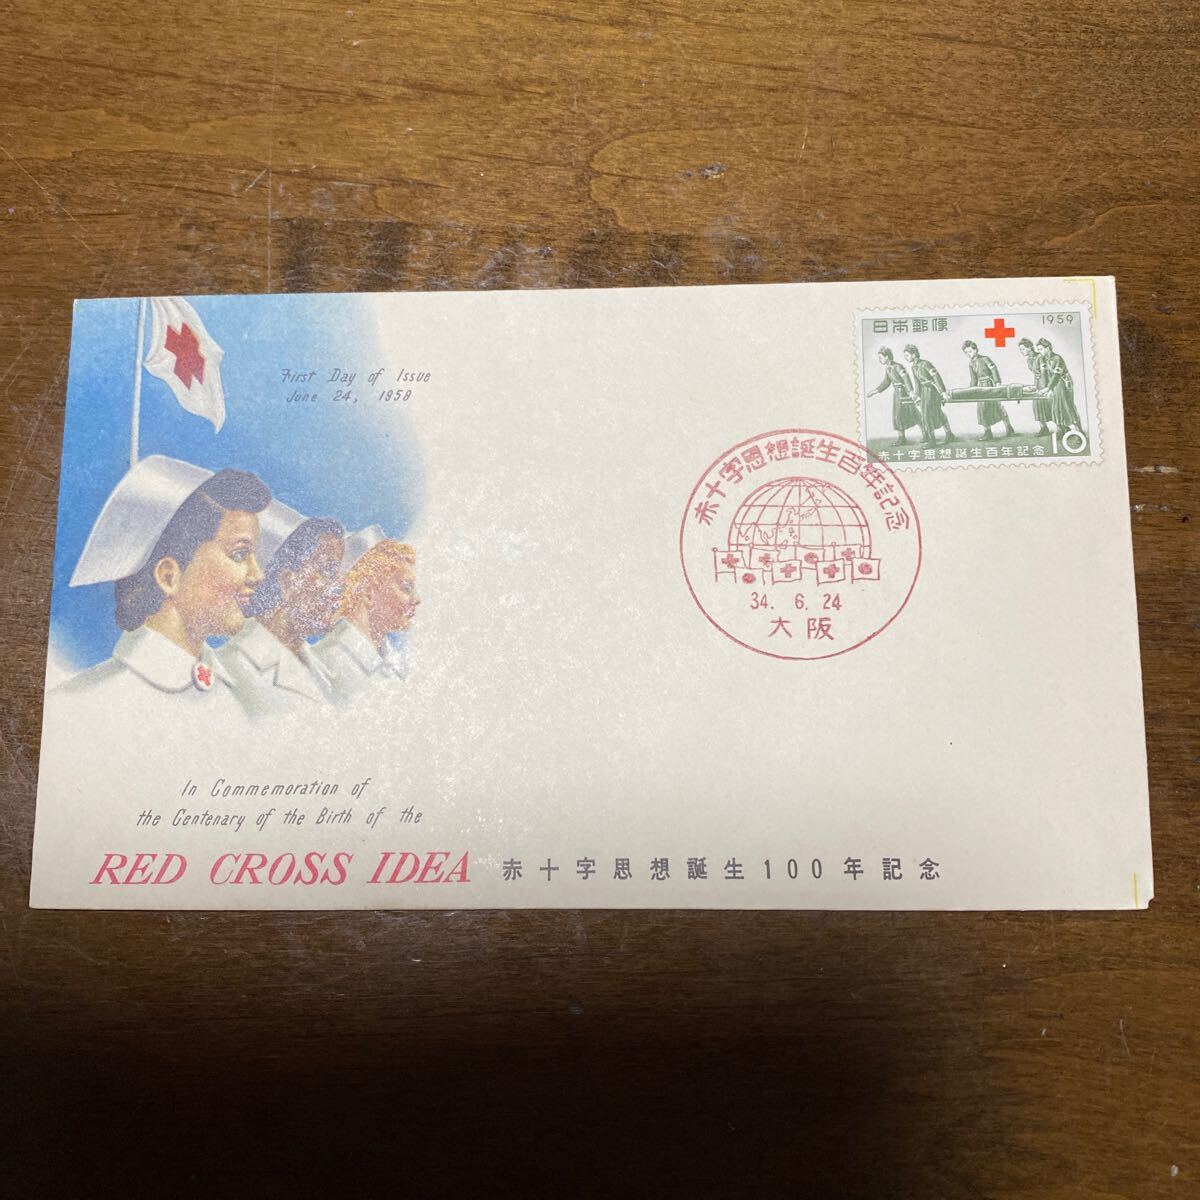 First Day of Issue
June 24, 1959
日本郵便
1959
赤十字思想誕生百年記念
10
赤十字思想誕生百年記念
34. 6. 24
大阪
In Commemoration of
the Centenary of the Birth of the
RED CROSS IDEA 赤十字思想誕生100年記念